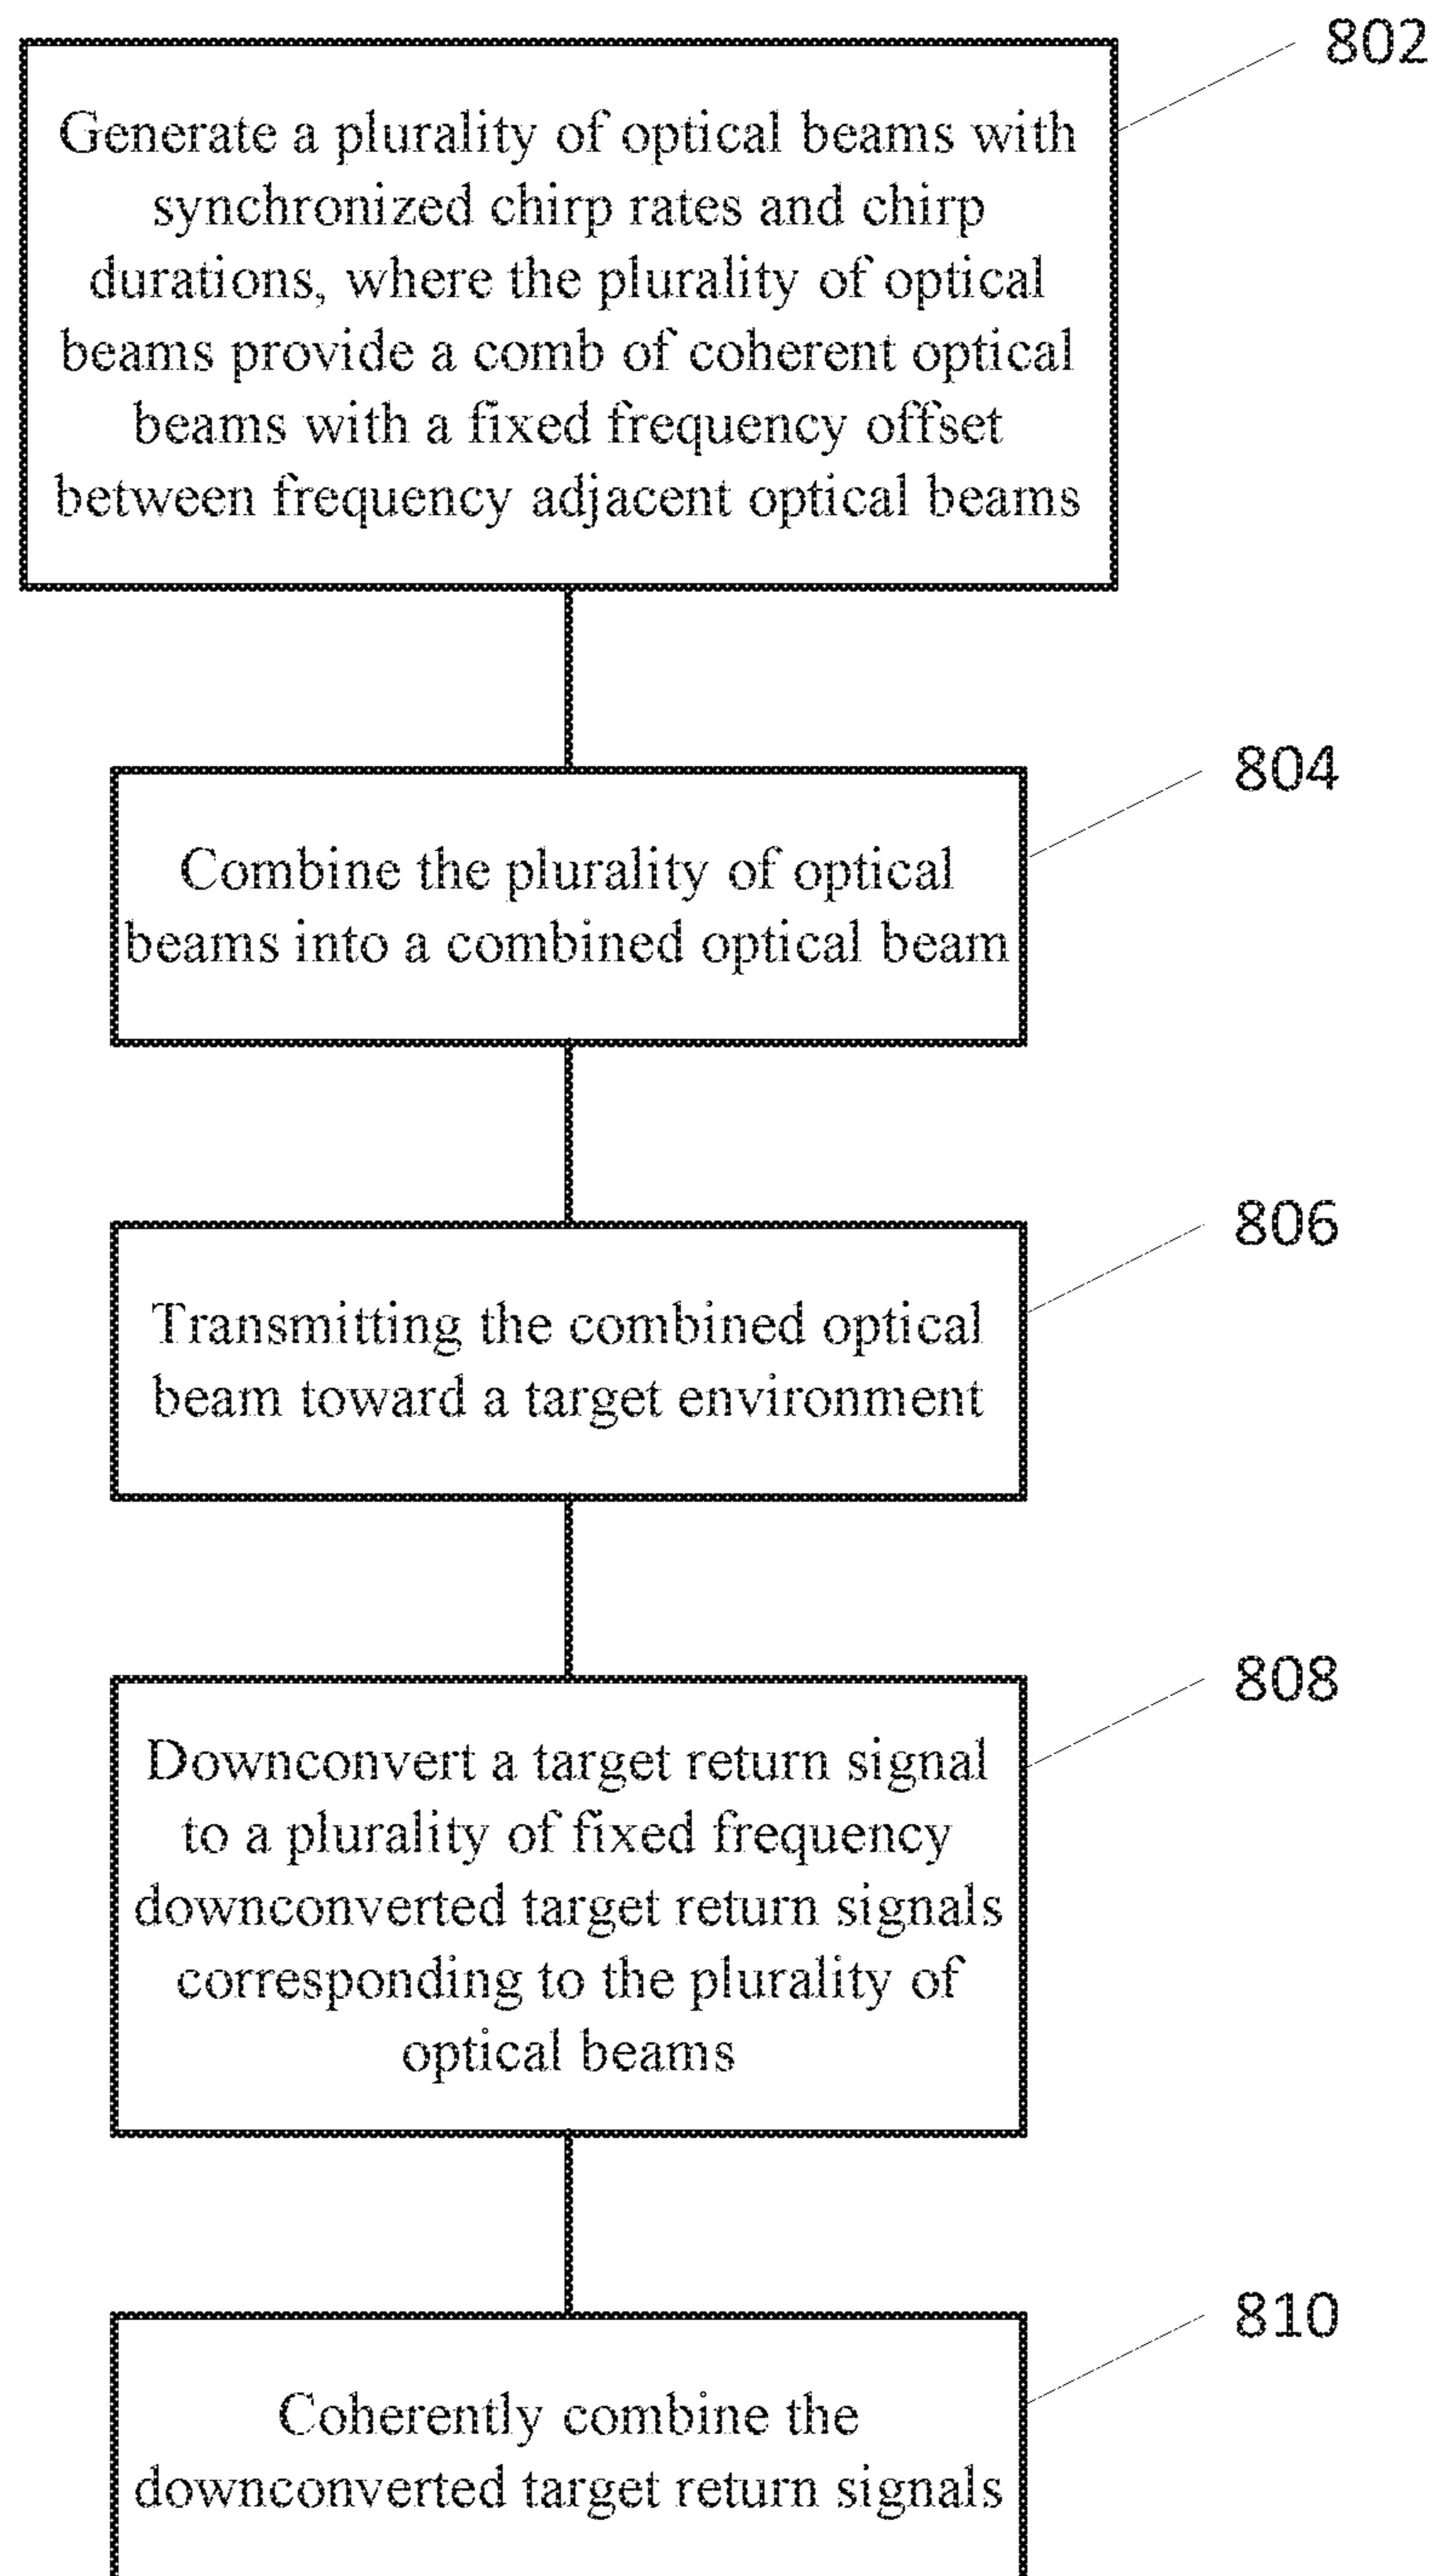 802
Generate a plurality of optical beams with
synchronized chirp rates and chirp
durations, where the plurality of optical
beams provide a comb of coherent optical
beams with a fixed frequency offset
between frequency adjacent optical beams
804
Combine the plurality of optical
beams into a combined optical beam
806
Transmitting the combined optical
beam toward a target environment
808
Downconvert a target return signal
to a plurality of fixed frequency
downconverted target return signals
corresponding to the plurality of
optical beams
810
Coherently combine the
downconverted target return signals